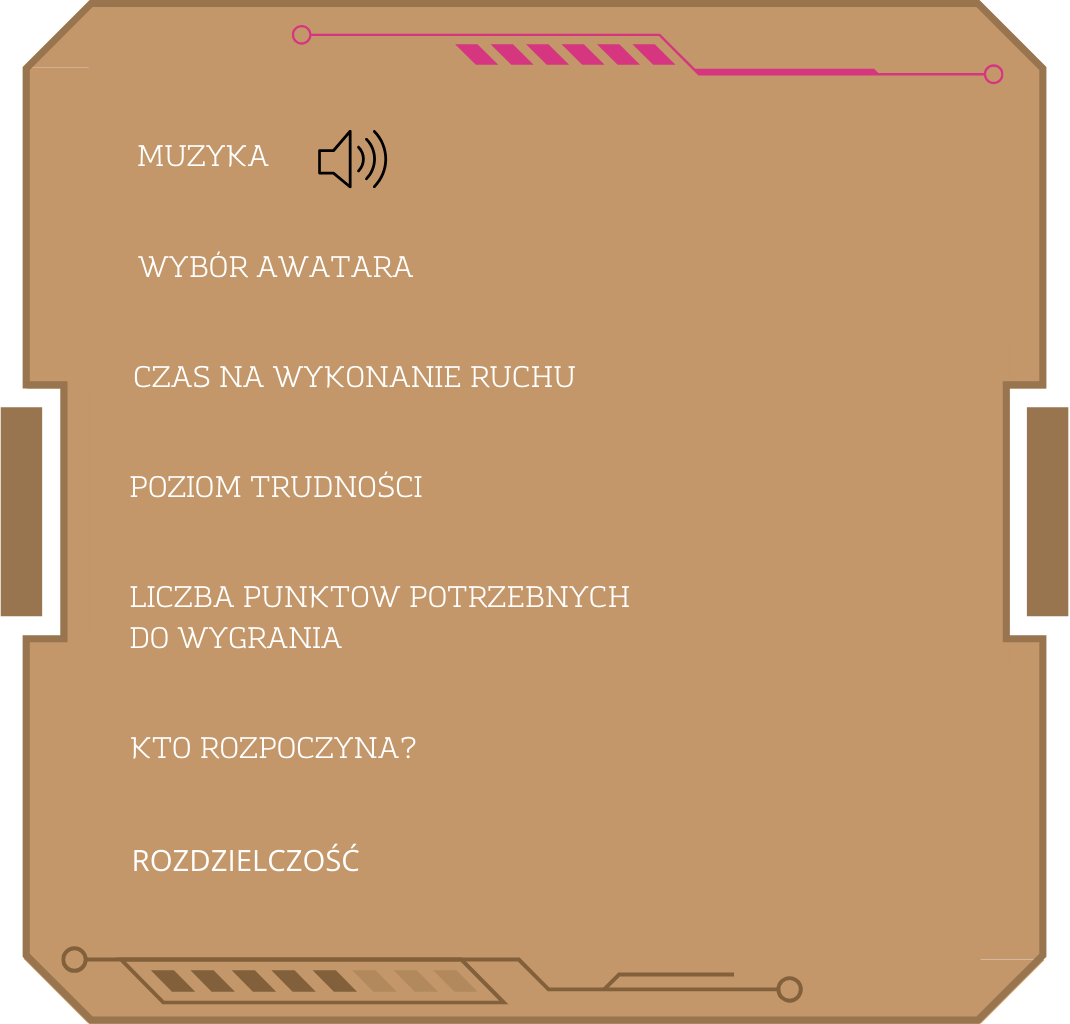 MUZYKA
WYBÓR AWATARA
CZAS NA WYKONANIE RUCHU
POZIOM TRUDNOŚCI
LICZBA PUNKTOW POTRZEBNYCH
DO WYGRANIA
KTO ROZPOCZYNA?
ROZDZIELCZOŚĆ